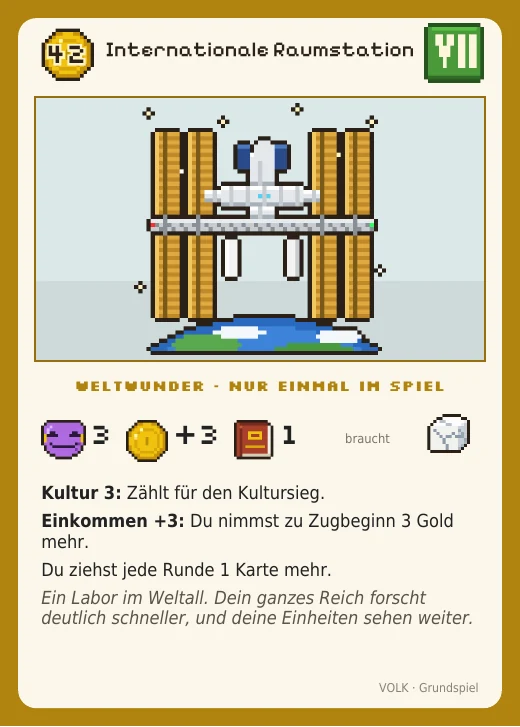 42 Internationale Raumstation VII
WELTWUNDER · NUR EINMAL IM SPIEL
3 +3 1 braucht
Kultur 3: Zählt für den Kultursieg.
Einkommen +3: Du nimmst zu Zugbeginn 3 Gold
mehr.
Du ziehst jede Runde 1 Karte mehr.
Ein Labor im Weltall. Dein ganzes Reich forscht
deutlich schneller, und deine Einheiten sehen weiter.
VOLK · Grundspiel